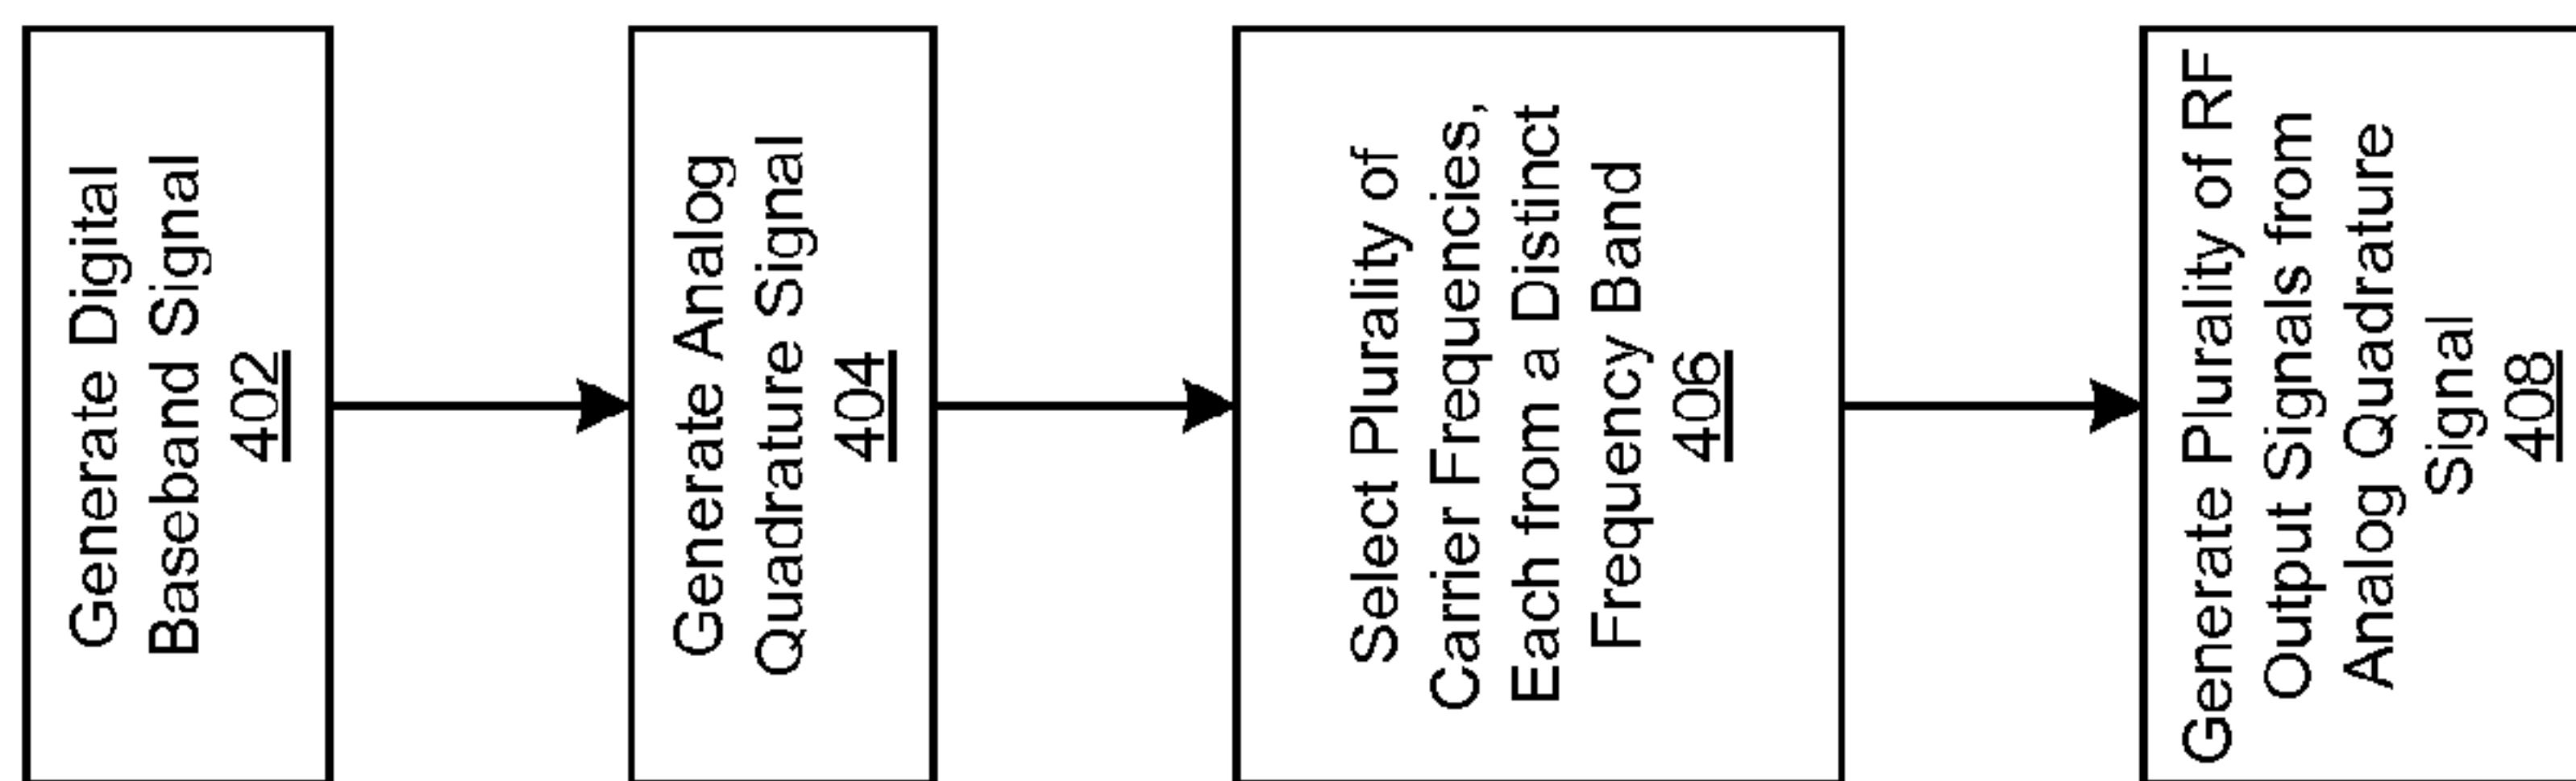 Generate Digital
Baseband Signal
402
Generate Analog
Quadrature Signal
404
Select Plurality of
Carrier Frequencies,
Each from a Distinct
Frequency Band
406
Generate Plurality of RF
Output Signals from
Analog Quadrature
Signal
408